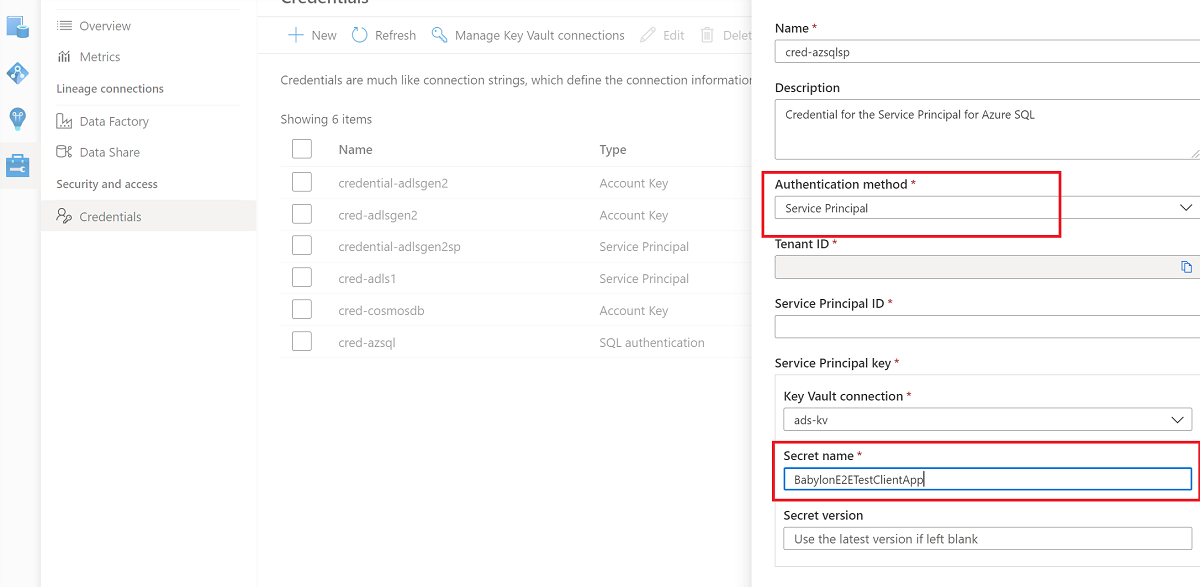 Overview
Metrics
Lineage connections
Data Factory
Data Share
Security and access
Credentials
Credentials
New Refresh Manage Key Vault connections Edit Delet
Credentials are much like connection strings, which define the connection information
Showing 6 items
Name Type
credential-adlsgen2 Account Key
cred-adlsgen2 Account Key
credential-adlsgen2sp Service Principal
cred-adls1 Service Principal
cred-cosmosdb Account Key
cred-azsql SQL authentication
Name *
cred-azsqlsp
Description
Credential for the Service Principal for Azure SQL
Authentication method *
Service Principal
Tenant ID *
Service Principal ID *
Service Principal key *
Key Vault connection *
ads-kv
Secret name *
BabylonE2ETestClientApp
Secret version
Use the latest version if left blank